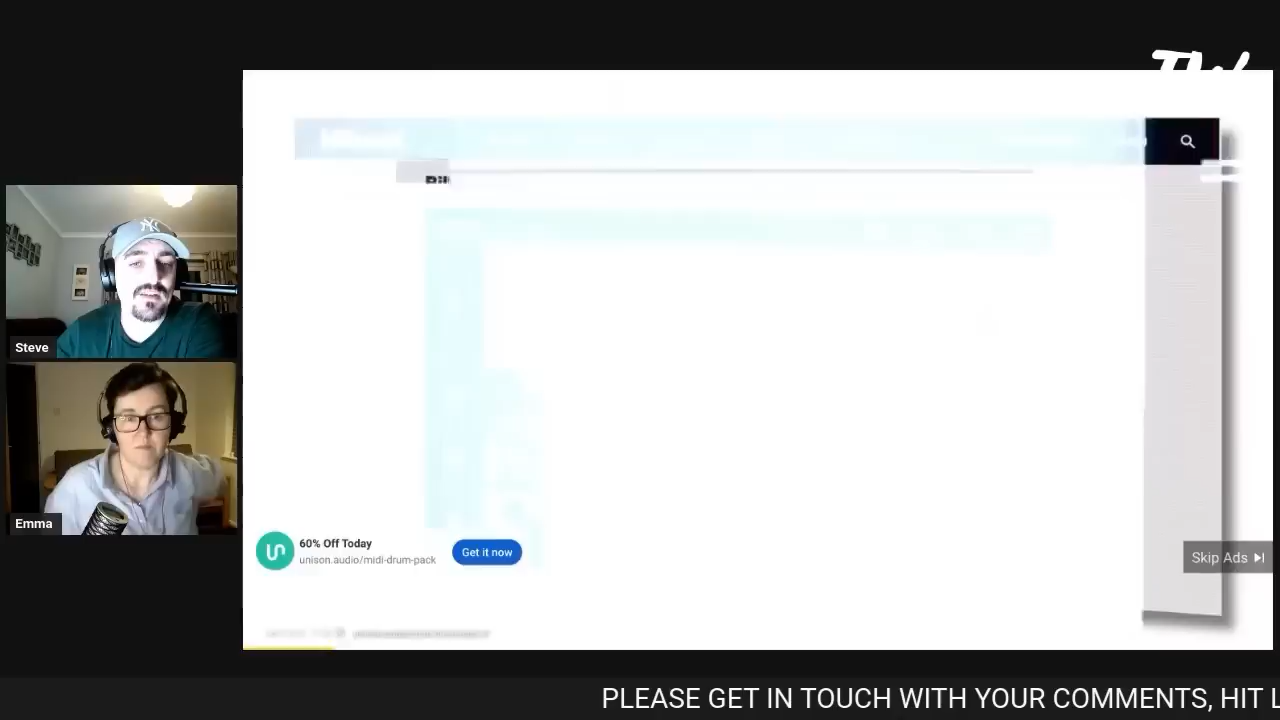 Steve
Emma
60% Off Today
unison.audio/midi-drum-pack
Get it now
Skip Ads
PLEASE GET IN TOUCH WITH YOUR COMMENTS, HIT L